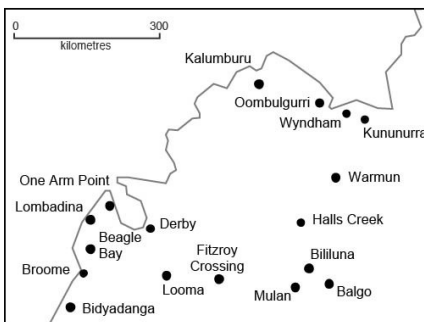 0 300
kilometres
Kalumburu
Oombulgurri
Wyndham
Kununurra
One Arm Point
Warmun
Lombadina
Derby
Halls Creek
Beagle
Bay
Fitzroy
Crossing
Bililuna
Broome
Looma
Mulan
Balgo
Bidyadanga